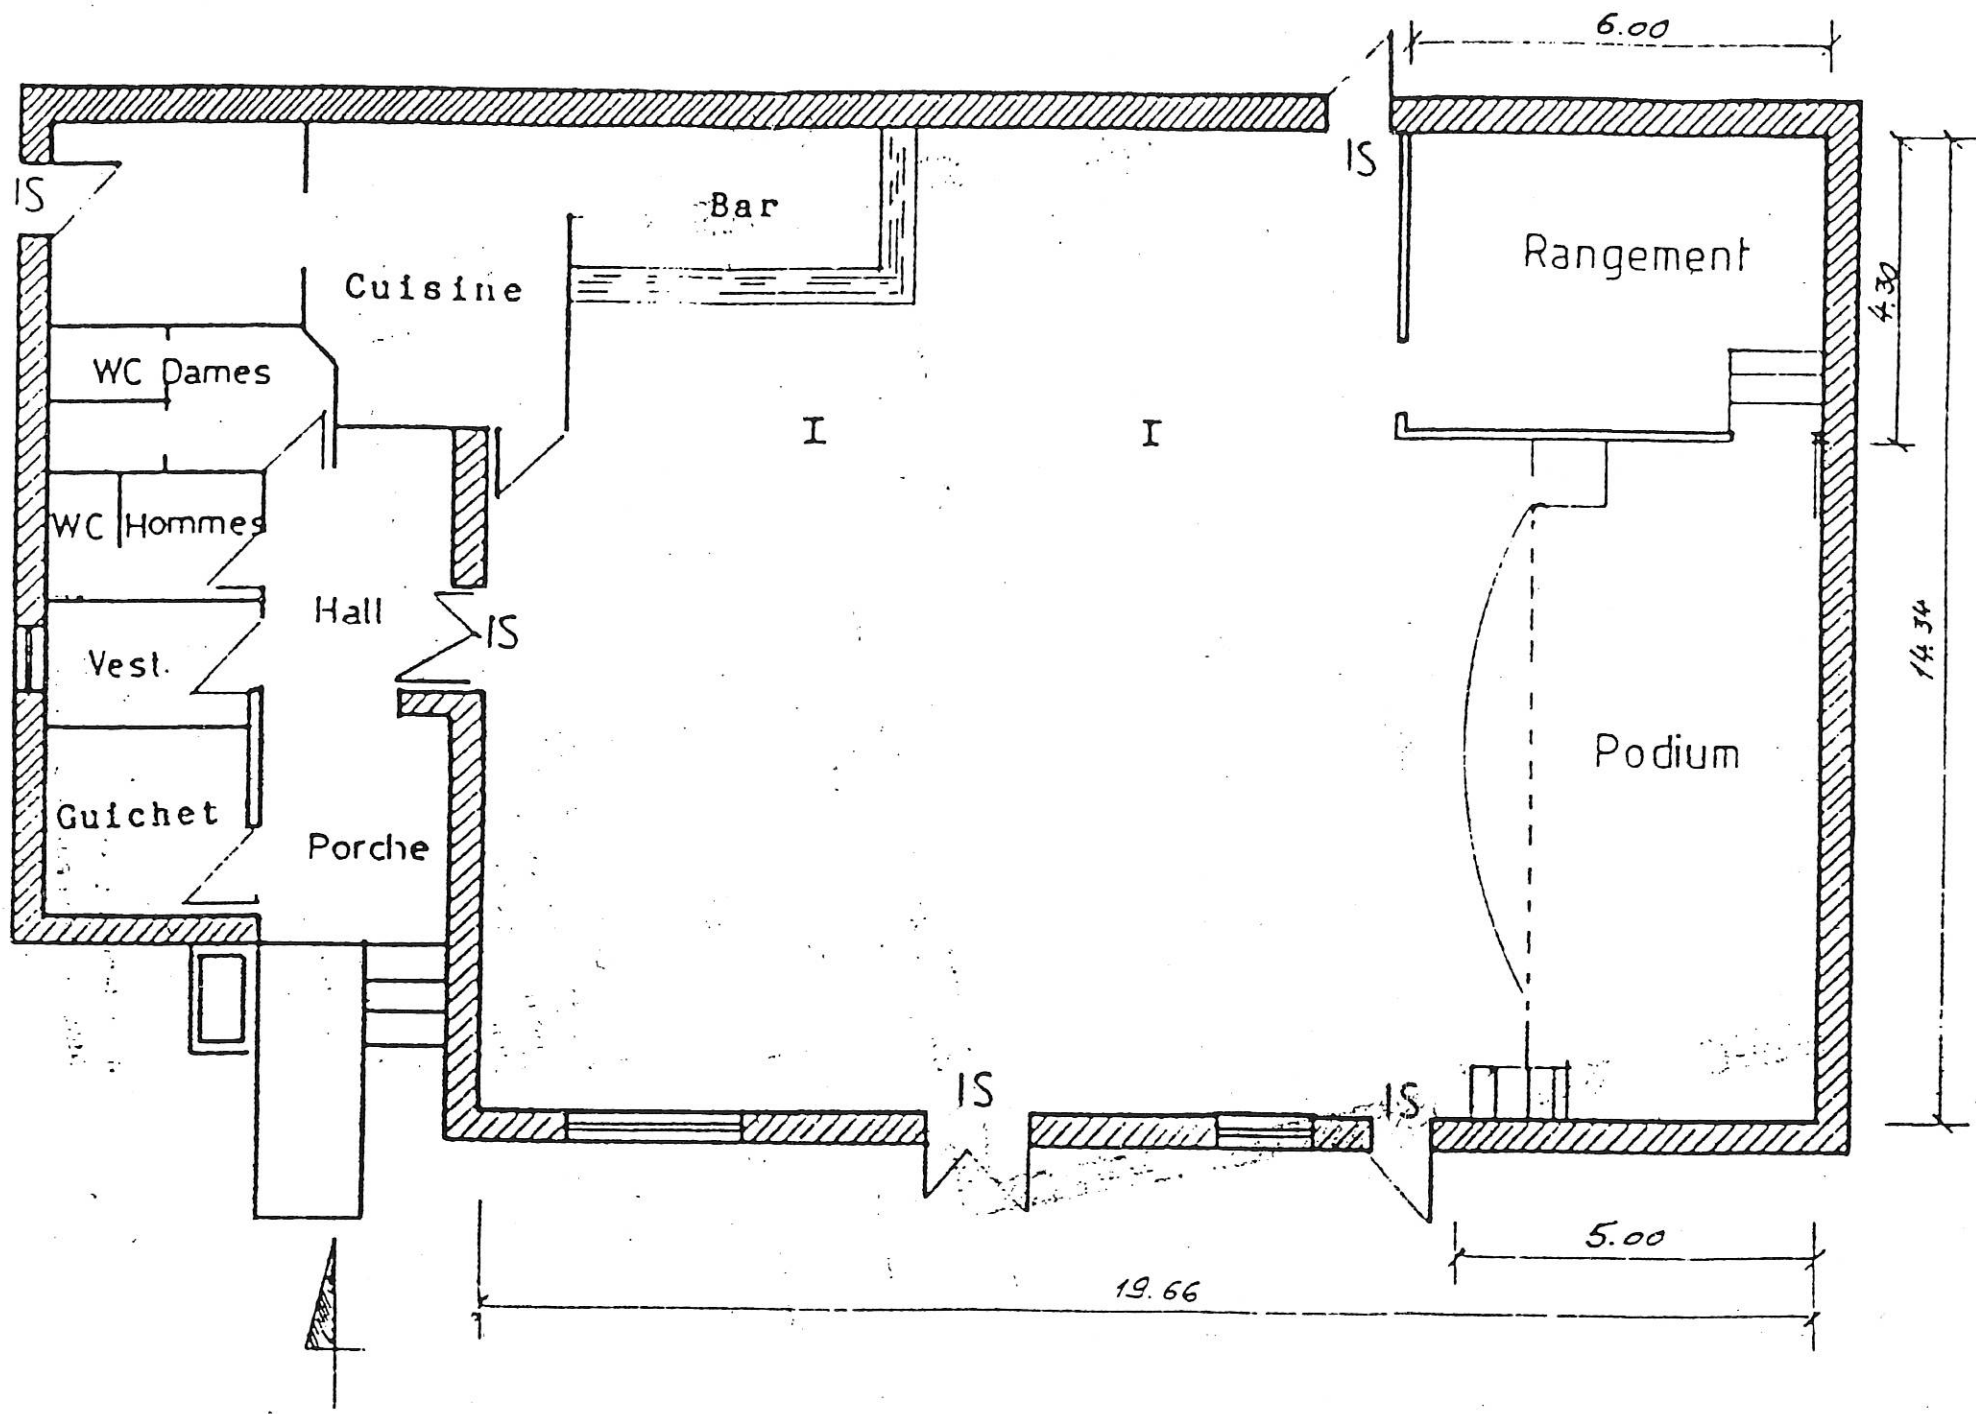 6.00
IS
IS
Bar
Rangement
Cuisine
4.30
WC Dames
I
I
WC Hommes
Hall
IS
14.34
Vest.
Podium
Guichet
Porche
IS
IS
5.00
19.66